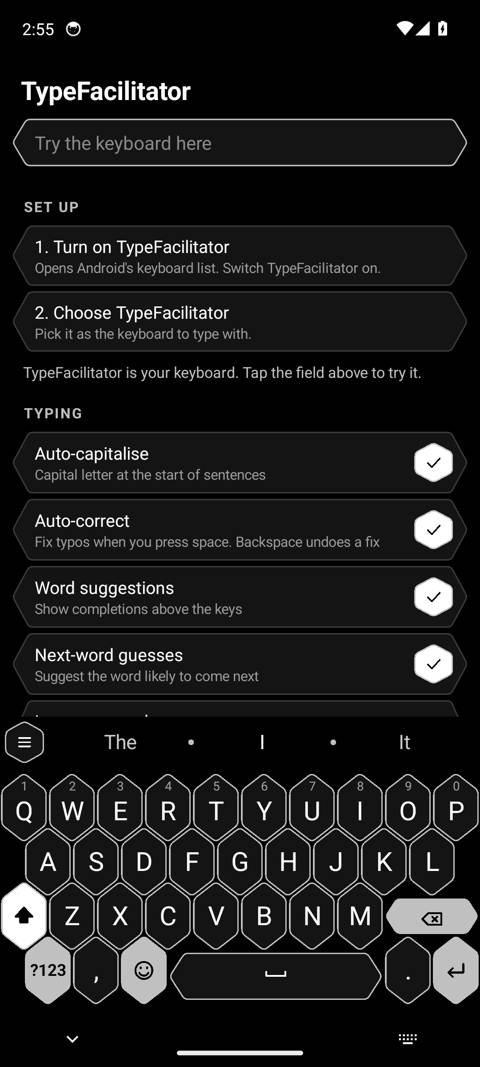 2:55
TypeFacilitator
Try the keyboard here
SET UP
1. Turn on TypeFacilitator
Opens Android's keyboard list. Switch TypeFacilitator on.
2. Choose TypeFacilitator
Pick it as the keyboard to type with.
TypeFacilitator is your keyboard. Tap the field above to try it.
TYPING
Auto-capitalise
Capital letter at the start of sentences
Auto-correct
Fix typos when you press space. Backspace undoes a fix
Word suggestions
Show completions above the keys
Next-word guesses
Suggest the word likely to come next
The • I • It
1 2 3 4 5 6 7 8 9 0
Q W E R T Y U I O P
A S D F G H J K L
Z X C V B N M
?123 , .